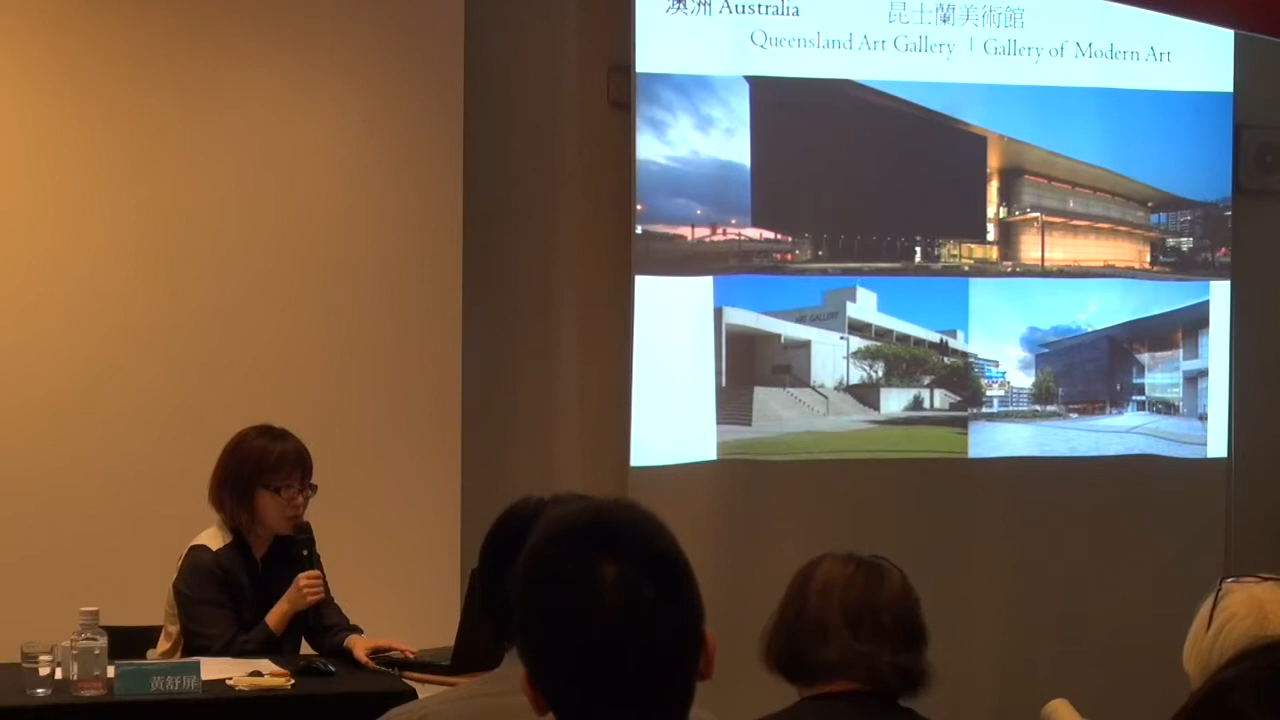 澳洲 Australia
昆士蘭美術館
Queensland Art Gallery | Gallery of Modern Art
ART GALLERY
黃舒屏